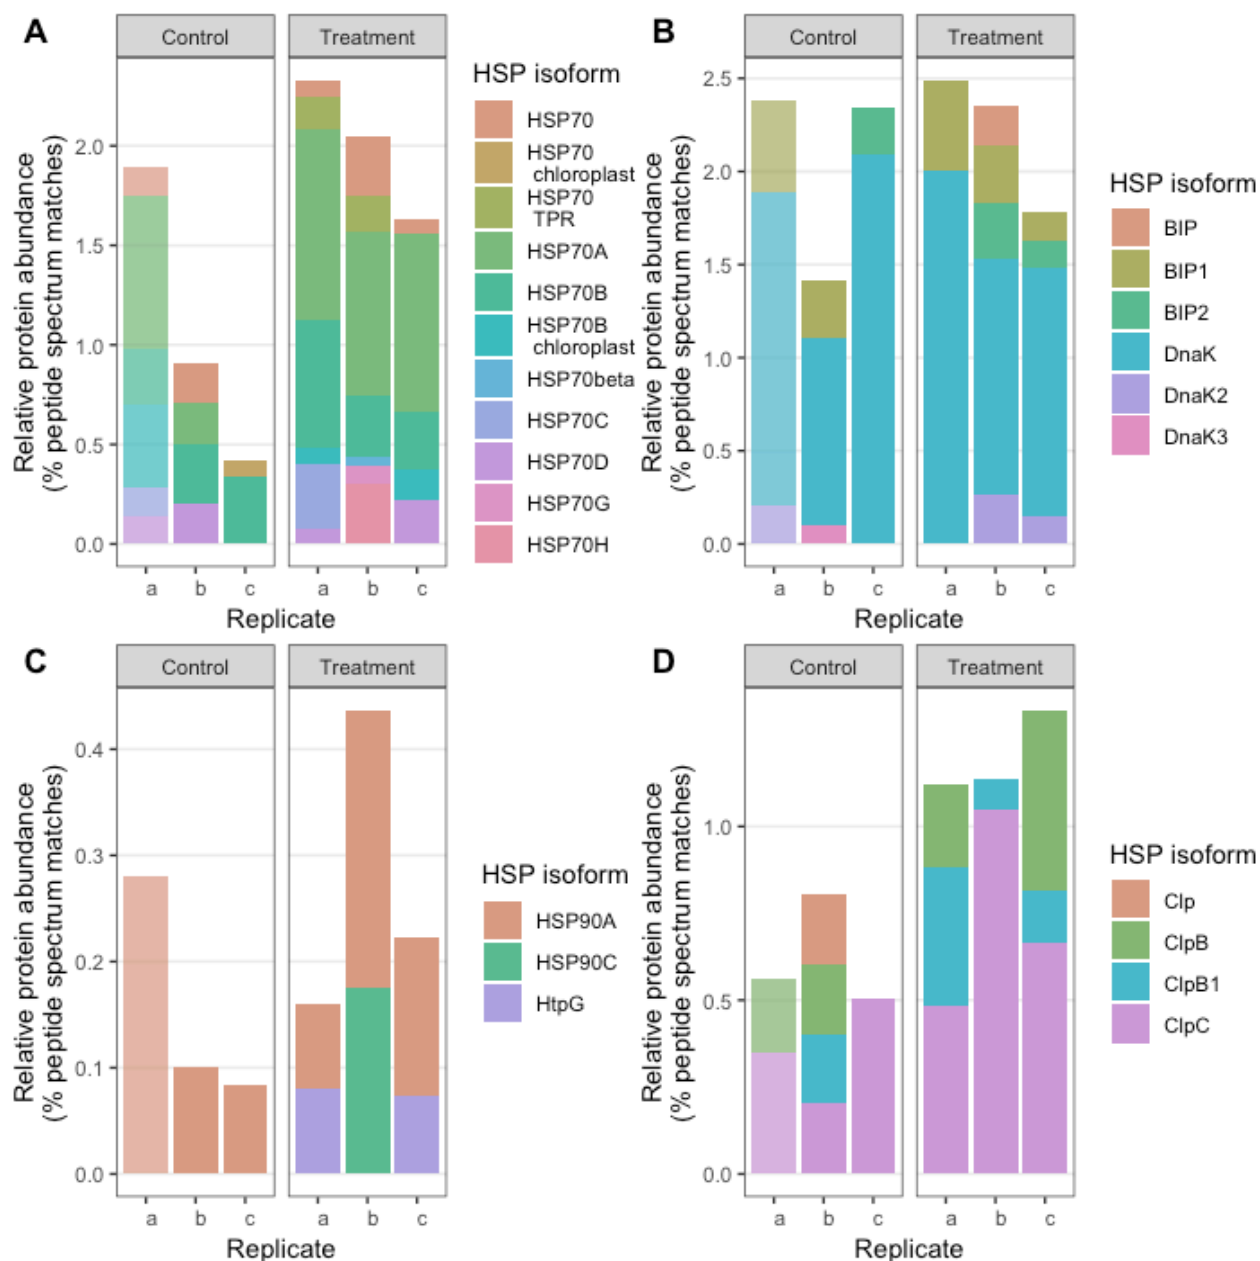 A
Control
Treatment
Relative protein abundance
(% peptide spectrum matches)
2.0
1.5
1.0
0.5
0.0
a b c
a b c
Replicate
HSP isoform
HSP70
HSP70
chloroplast
HSP70
TPR
HSP70A
HSP70B
HSP70B
chloroplast
HSP70beta
HSP70C
HSP70D
HSP70G
HSP70H
B
Control
Treatment
Relative protein abundance
(% peptide spectrum matches)
2.5
2.0
1.5
1.0
0.5
0.0
a b c
a b c
Replicate
HSP isoform
BIP
BIP1
BIP2
DnaK
DnaK2
DnaK3
C
Control
Treatment
Relative protein abundance
(% peptide spectrum matches)
0.4
0.3
0.2
0.1
0.0
a b c
a b c
Replicate
HSP isoform
HSP90A
HSP90C
HtpG
D
Control
Treatment
Relative protein abundance
(% peptide spectrum matches)
1.0
0.5
0.0
a b c
a b c
Replicate
HSP isoform
Clp
ClpB
ClpB1
ClpC